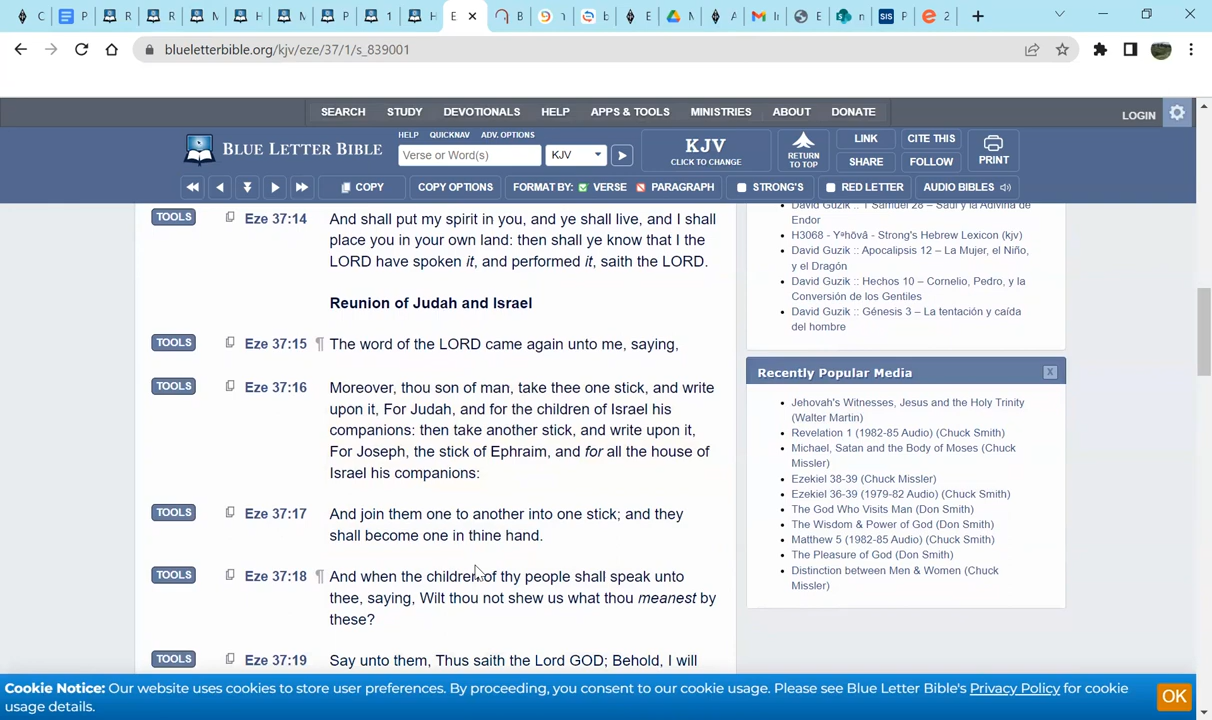 C
P
R
R
M
H
M
P
1
H
E
B
n
b
E
M
A
M in
E
n
P
2
blueletterbible.org/kjv/eze/37/1/s_839001
SEARCH STUDY DEVOTIONALS HELP APPS & TOOLS MINISTRIES ABOUT DONATE LOGIN
BLUE LETTER BIBLE
HELP QUICKNAV ADV. OPTIONS
Verse or Word(s) KJV
KJV
CLICK TO CHANGE
RETURN
TO TOP
LINK CITE THIS
SHARE FOLLOW
PRINT
COPY COPY OPTIONS FORMAT BY: VERSE PARAGRAPH STRONG'S RED LETTER AUDIO BIBLES
TOOLS Eze 37:14 And shall put my spirit in you, and ye shall live, and I shall
place you in your own land: then shall ye know that I the
LORD have spoken it, and performed it, saith the LORD.
Reunion of Judah and Israel
TOOLS Eze 37:15 ¶ The word of the LORD came again unto me, saying,
TOOLS Eze 37:16 Moreover, thou son of man, take thee one stick, and write
upon it, For Judah, and for the children of Israel his
companions: then take another stick, and write upon it,
For Joseph, the stick of Ephraim, and for all the house of
Israel his companions:
TOOLS Eze 37:17 And join them one to another into one stick; and they
shall become one in thine hand.
TOOLS Eze 37:18 ¶ And when the children of thy people shall speak unto
thee, saying, Wilt thou not shew us what thou meanest by
these?
TOOLS Eze 37:19 Say unto them, Thus saith the Lord GOD; Behold, I will
David Guzik :: 1 Samuel 28 – Saúl y la Adivina de
Endor
H3068 - Yᵉhōvâ - Strong's Hebrew Lexicon (kjv)
David Guzik :: Apocalipsis 12 – La Mujer, el Niño,
y el Dragón
David Guzik :: Hechos 10 – Cornelio, Pedro, y la
Conversión de los Gentiles
David Guzik :: Génesis 3 – La tentación y caída
del hombre
Recently Popular Media X
Jehovah's Witnesses, Jesus and the Holy Trinity
(Walter Martin)
Revelation 1 (1982-85 Audio) (Chuck Smith)
Michael, Satan and the Body of Moses (Chuck
Missler)
Ezekiel 38-39 (Chuck Missler)
Ezekiel 36-39 (1979-82 Audio) (Chuck Smith)
The God Who Visits Man (Don Smith)
The Wisdom & Power of God (Don Smith)
Matthew 5 (1982-85 Audio) (Chuck Smith)
The Pleasure of God (Don Smith)
Distinction between Men & Women (Chuck
Missler)
Cookie Notice: Our website uses cookies to store user preferences. By proceeding, you consent to our cookie usage. Please see Blue Letter Bible's Privacy Policy for cookie
usage details.
OK